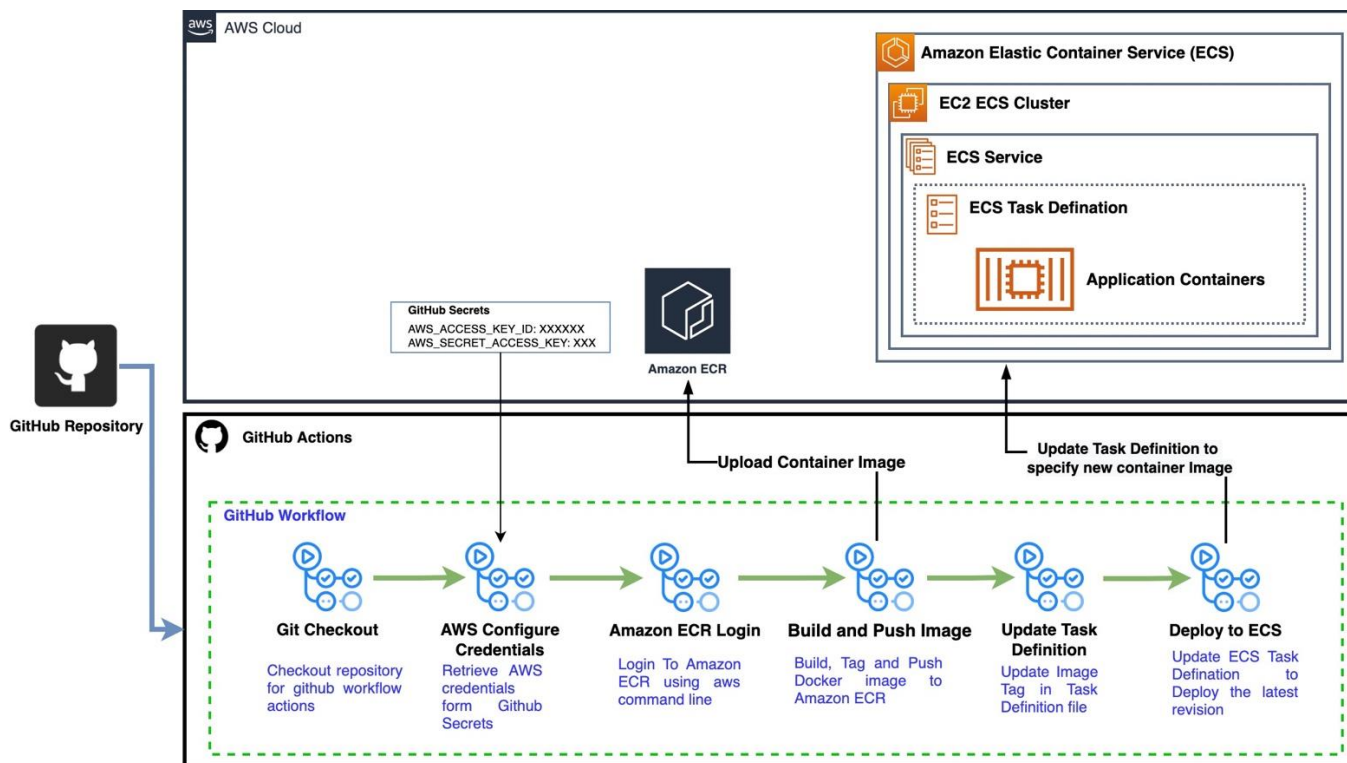 aws
AWS Cloud
Amazon Elastic Container Service (ECS)
EC2 ECS Cluster
ECS Service
ECS Task Defination
Application Containers
GitHub Secrets
AWS_ACCESS_KEY_ID: XXXXXX
AWS_SECRET_ACCESS_KEY: XXX
Amazon ECR
GitHub Repository
GitHub Actions
Upload Container Image
Update Task Definition to
specify new container Image
GitHub Workflow
Git Checkout
Checkout repository
for github workflow
actions
AWS Configure
Credentials
Retrieve AWS
credentials
form Github
Secrets
Amazon ECR Login
Login To Amazon
ECR using aws
command line
Build and Push Image
Build, Tag and Push
Docker image to
Amazon ECR
Update Task
Definition
Update Image
Tag in Task
Definition file
Deploy to ECS
Update ECS Task
Defination to
Deploy the latest
revision